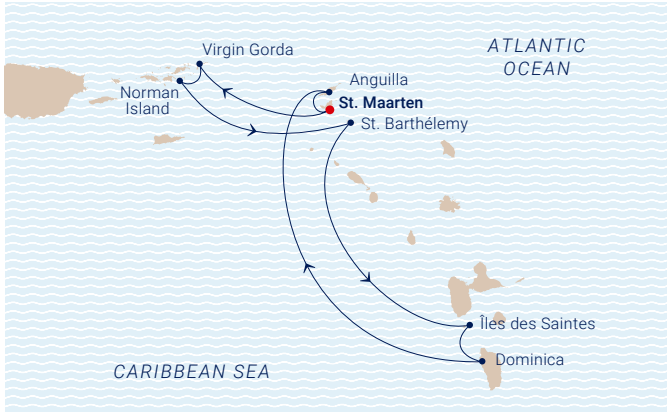 ATLANTIC
OCEAN
Virgin Gorda
Anguilla
Norman
Island
St. Maarten
St. Barthélemy
Îles des Saintes
Dominica
CARIBBEAN SEA